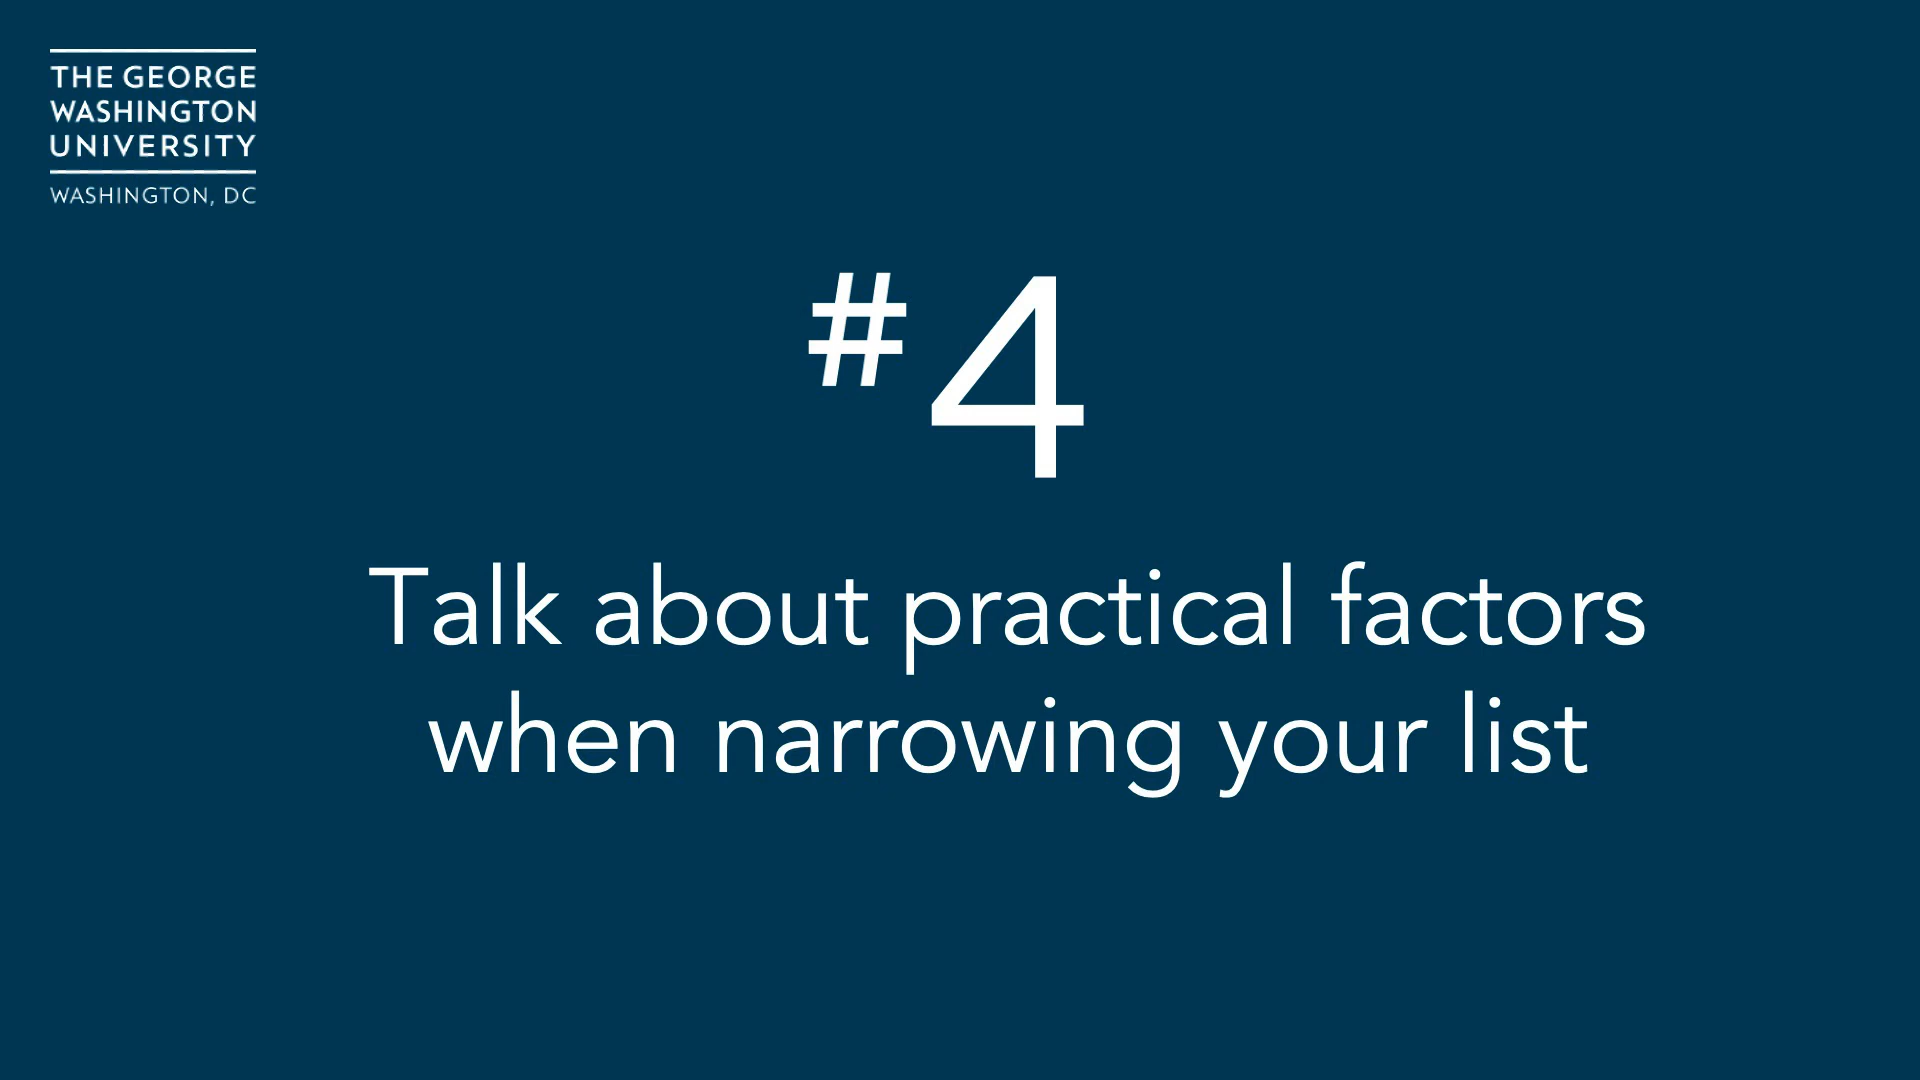 THE GEORGE
WASHINGTON
UNIVERSITY
WASHINGTON, DC
#4
Talk about practical factors
when narrowing your list